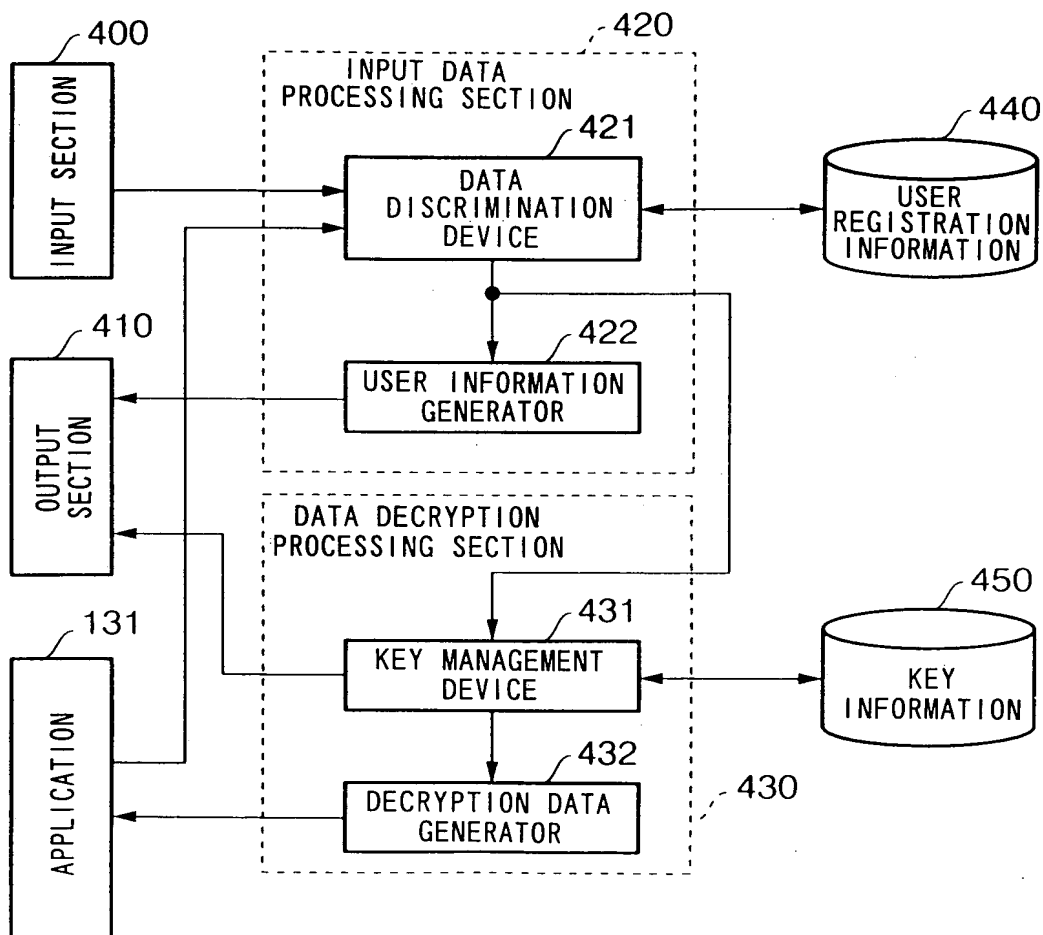 400
INPUT SECTION
420
INPUT DATA
PROCESSING SECTION
421
DATA
DISCRIMINATION
DEVICE
440
USER
REGISTRATION
INFORMATION
410
OUTPUT
SECTION
422
USER INFORMATION
GENERATOR
DATA DECRYPTION
PROCESSING SECTION
431
KEY MANAGEMENT
DEVICE
450
KEY
INFORMATION
131
APPLICATION
432
DECRYPTION DATA
GENERATOR
430